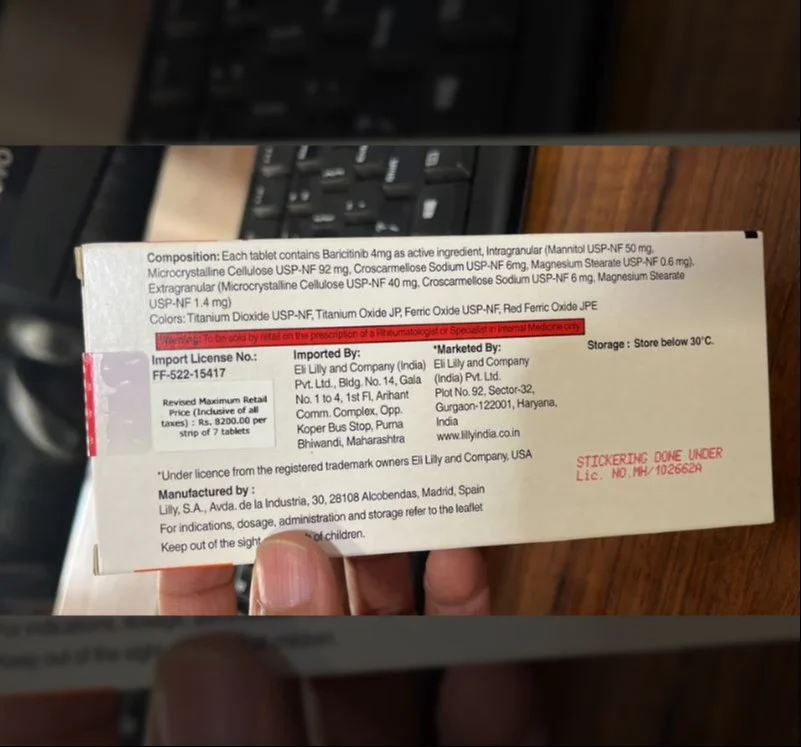 Composition: Each tablet contains Baricitinib 4mg as active ingredient, Intragranular (Mannitol USP-NF 50 mg,
Microcrystalline Cellulose USP-NF 92 mg, Croscarmellose Sodium USP-NF 6mg, Magnesium Stearate USP-NF 0.6 mg),
Extragranular (Microcrystalline Cellulose USP-NF 40 mg, Croscarmellose Sodium USP-NF 6 mg, Magnesium Stearate
USP-NF 1.4 mg)
Colors: Titanium Dioxide USP-NF, Titanium Oxide JP, Ferric Oxide USP-NF, Red Ferric Oxide JPE
Warning: To be sold by retail on the prescription of a Rheumatologist or Specialist in Internal Medicine only
Import License No.:
FF-522-15417
Revised Maximum Retail
Price (Inclusive of all
taxes) : Rs. 8200.00 per
strip of 7 tablets
Imported By:
Eli Lilly and Company (India)
Pvt. Ltd., Bldg. No. 14, Gala
No. 1 to 4, 1st Fl, Arihant
Comm. Complex, Opp.
Koper Bus Stop, Purna
Bhiwandi, Maharashtra
*Marketed By:
Eli Lilly and Company
(India) Pvt. Ltd.
Plot No. 92, Sector-32,
Gurgaon-122001, Haryana,
India
www.lillyindia.co.in
Storage : Store below 30°C.
*Under licence from the registered trademark owners Eli Lilly and Company, USA
STICKERING DONE UNDER
Lic. NO.MH/102662A
Manufactured by :
Lilly, S.A., Avda. de la Industria, 30, 28108 Alcobendas, Madrid, Spain
For indications, dosage, administration and storage refer to the leaflet
Keep out of the sight of children.